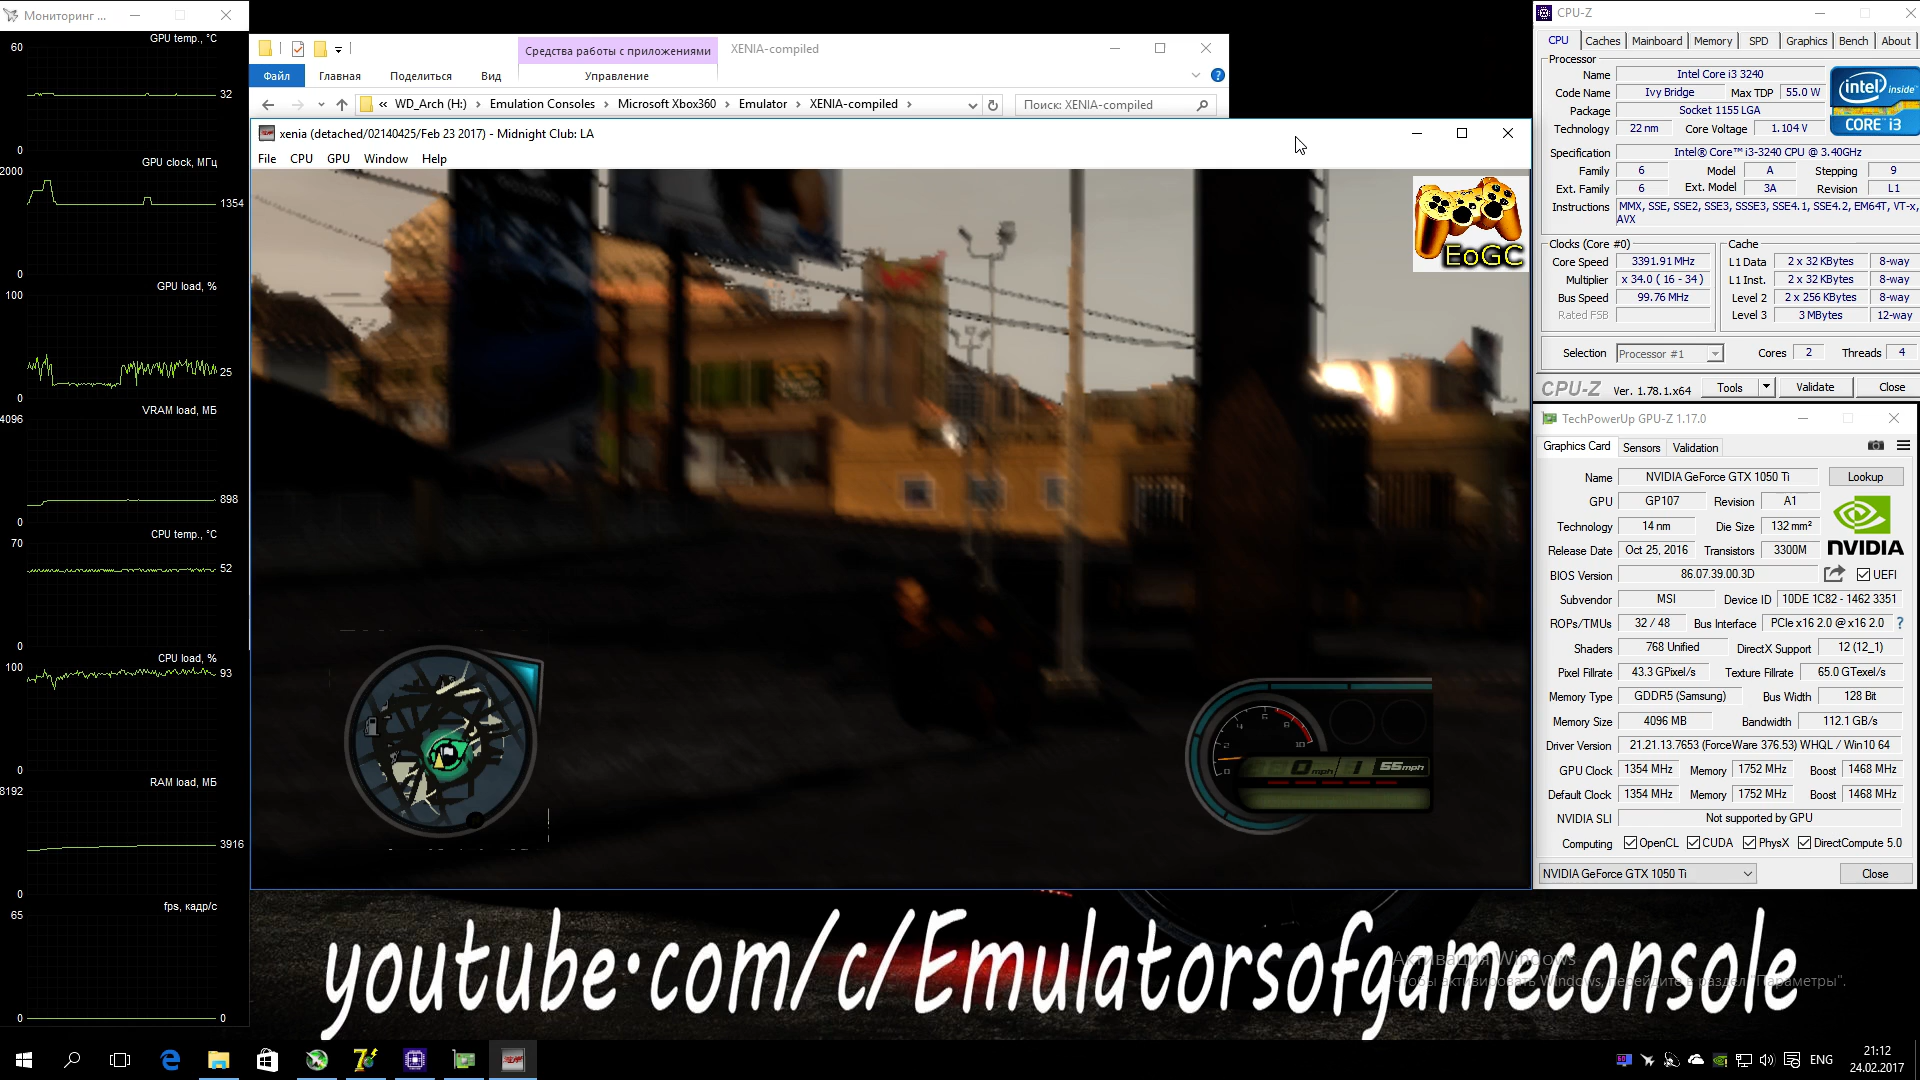 Мониторинг ...
GPU temp., °C
60
32
0
GPU clock, МГц
2000
1354
0
GPU load, %
100
25
0
VRAM load, МБ
4096
898
0
CPU temp., °C
70
52
0
CPU load, %
100
93
0
RAM load, МБ
8192
3916
0
fps, кадр/с
65
0
0
Средства работы с приложениями
XENIA-compiled
Файл
Главная
Поделиться
Вид
Управление
« WD_Arch (H:) › Emulation Consoles › Microsoft Xbox360 › Emulator › XENIA-compiled ›
Поиск: XENIA-compiled
xenia (detached/02140425/Feb 23 2017) - Midnight Club: LA
File CPU GPU Window Help
EoGC
0 mph 1 55mph
CPU-Z
CPU Caches Mainboard Memory SPD Graphics Bench About
Processor
Name Intel Core i3 3240
Code Name Ivy Bridge Max TDP 55.0 W
Package Socket 1155 LGA
Technology 22 nm Core Voltage 1.104 V
intel inside™
CORE i3
Specification Intel® Core™ i3-3240 CPU @ 3.40GHz
Family 6 Model A Stepping 9
Ext. Family 6 Ext. Model 3A Revision L1
Instructions MMX, SSE, SSE2, SSE3, SSSE3, SSE4.1, SSE4.2, EM64T, VT-x,
AVX
Clocks (Core #0)
Core Speed 3391.91 MHz
Multiplier x 34.0 ( 16 - 34 )
Bus Speed 99.76 MHz
Rated FSB
Cache
L1 Data 2 x 32 KBytes 8-way
L1 Inst. 2 x 32 KBytes 8-way
Level 2 2 x 256 KBytes 8-way
Level 3 3 MBytes 12-way
Selection Processor #1 Cores 2 Threads 4
CPU-Z Ver. 1.78.1.x64 Tools Validate Close
TechPowerUp GPU-Z 1.17.0
Graphics Card Sensors Validation
Name NVIDIA GeForce GTX 1050 Ti Lookup
GPU GP107 Revision A1
Technology 14 nm Die Size 132 mm²
Release Date Oct 25, 2016 Transistors 3300M
NVIDIA
BIOS Version 86.07.39.00.3D UEFI
Subvendor MSI Device ID 10DE 1C82 - 1462 3351
ROPs/TMUs 32 / 48 Bus Interface PCIe x16 2.0 @ x16 2.0 ?
Shaders 768 Unified DirectX Support 12 (12_1)
Pixel Fillrate 43.3 GPixel/s Texture Fillrate 65.0 GTexel/s
Memory Type GDDR5 (Samsung) Bus Width 128 Bit
Memory Size 4096 MB Bandwidth 112.1 GB/s
Driver Version 21.21.13.7653 (ForceWare 376.53) WHQL / Win10 64
GPU Clock 1354 MHz Memory 1752 MHz Boost 1468 MHz
Default Clock 1354 MHz Memory 1752 MHz Boost 1468 MHz
NVIDIA SLI Not supported by GPU
Computing OpenCL CUDA PhysX DirectCompute 5.0
NVIDIA GeForce GTX 1050 Ti Close
youtube.com/c/Emulatorsofgameconsole
Активация Windows
Чтобы активировать Windows, перейдите в раздел "Параметры".
ENG
21:12
24.02.2017